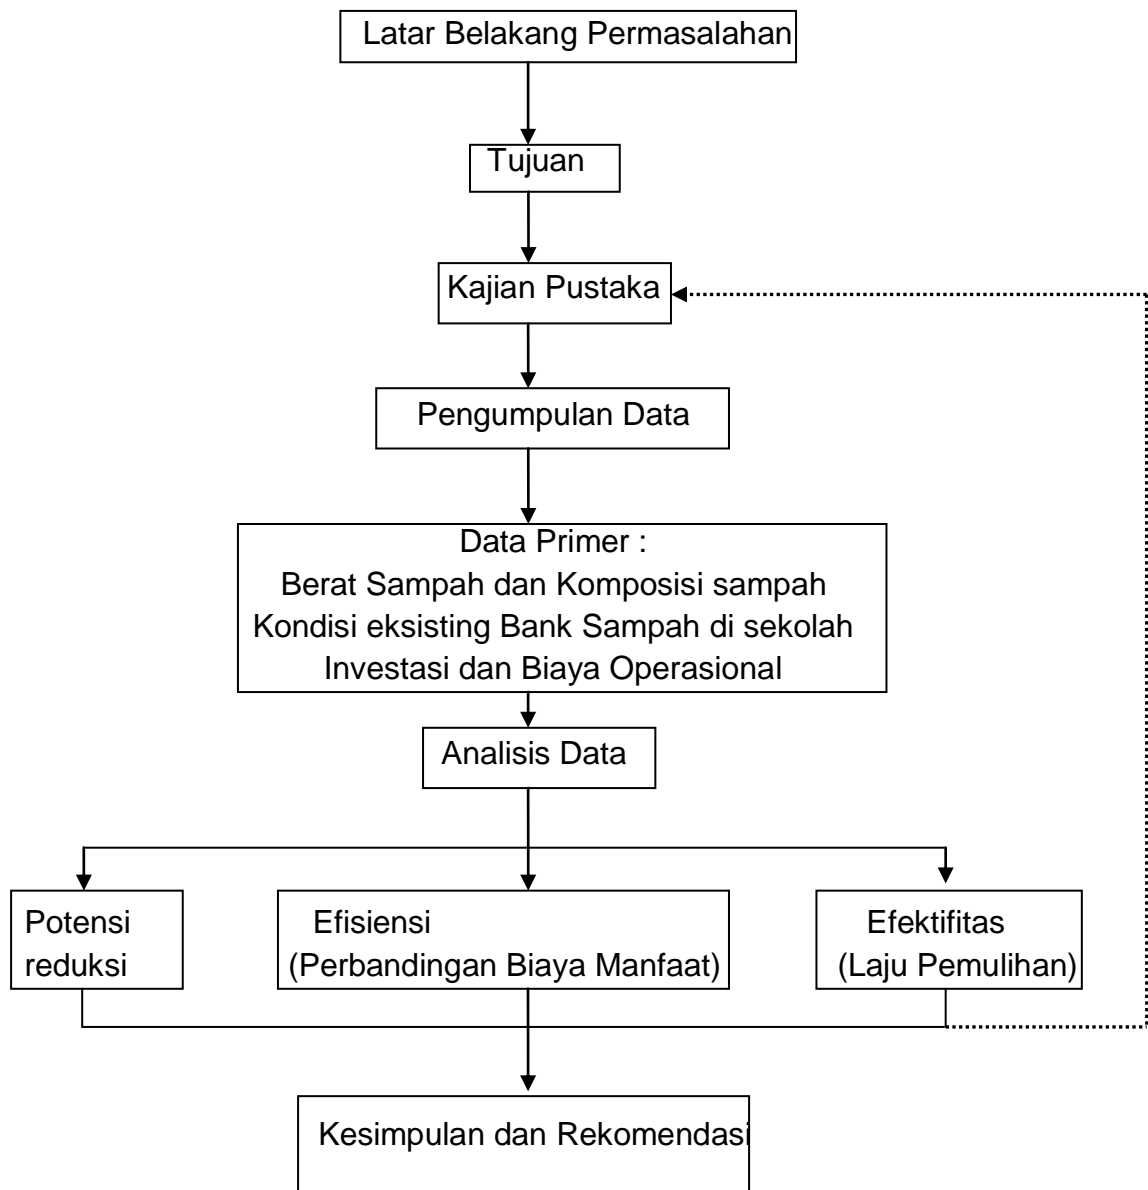 Latar Belakang Permasalahan
Tujuan
Kajian Pustaka
Pengumpulan Data
Data Primer :
Berat Sampah dan Komposisi sampah
Kondisi eksisting Bank Sampah di sekolah
Investasi dan Biaya Operasional
Analisis Data
Potensi
reduksi
Efisiensi
(Perbandingan Biaya Manfaat)
Efektifitas
(Laju Pemulihan)
Kesimpulan dan Rekomendasi